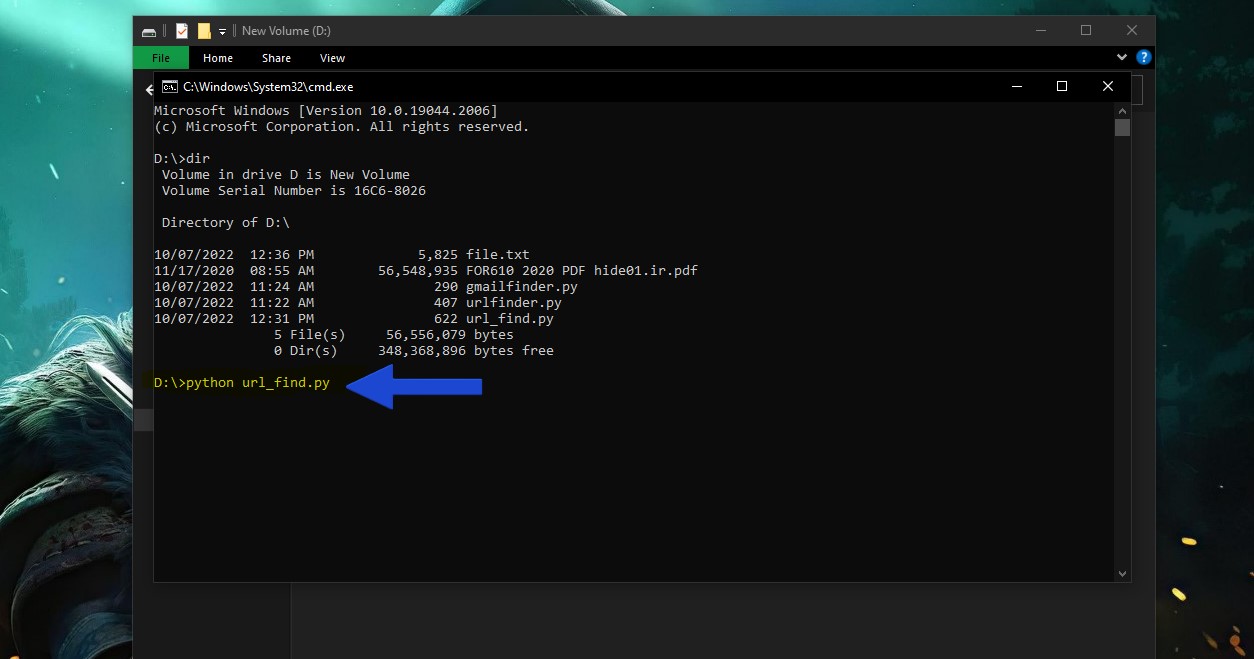 New Volume (D:)
File Home Share View
?
C:\Windows\System32\cmd.exe
Microsoft Windows [Version 10.0.19044.2006]
(c) Microsoft Corporation. All rights reserved.
D:\>dir
Volume in drive D is New Volume
Volume Serial Number is 16C6-8026
Directory of D:\
10/07/2022  12:36 PM             5,825 file.txt
11/17/2020  08:55 AM        56,548,935 FOR610 2020 PDF hide01.ir.pdf
10/07/2022  11:24 AM               290 gmailfinder.py
10/07/2022  11:22 AM               407 urlfinder.py
10/07/2022  12:31 PM               622 url_find.py
5 File(s)     56,556,079 bytes
0 Dir(s)     348,368,896 bytes free
D:\>python url_find.py